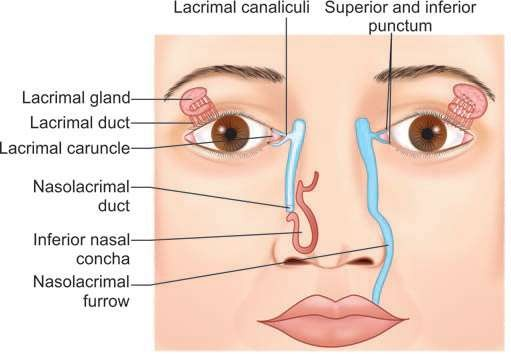 Lacrimal canaliculi
Superior and inferior
punctum
Lacrimal gland
Lacrimal duct
Lacrimal caruncle
Nasolacrimal
duct
Inferior nasal
concha
Nasolacrimal
furrow